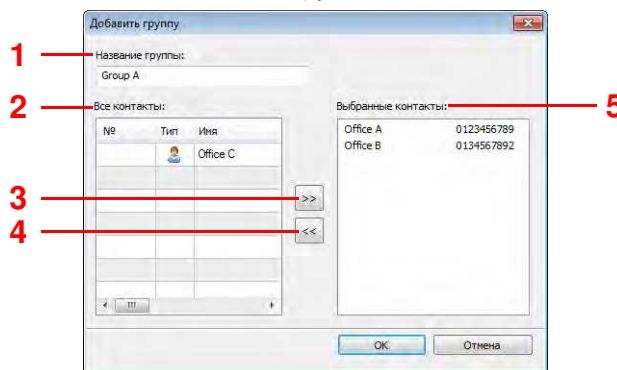 Добавить группу
1
Название группы:
Group A
2
Все контакты:
Выбранные контакты:
5
№ Тип Имя
Office C
Office A 0123456789
Office B 0134567892
3
>>
4
<<
OK
Отмена